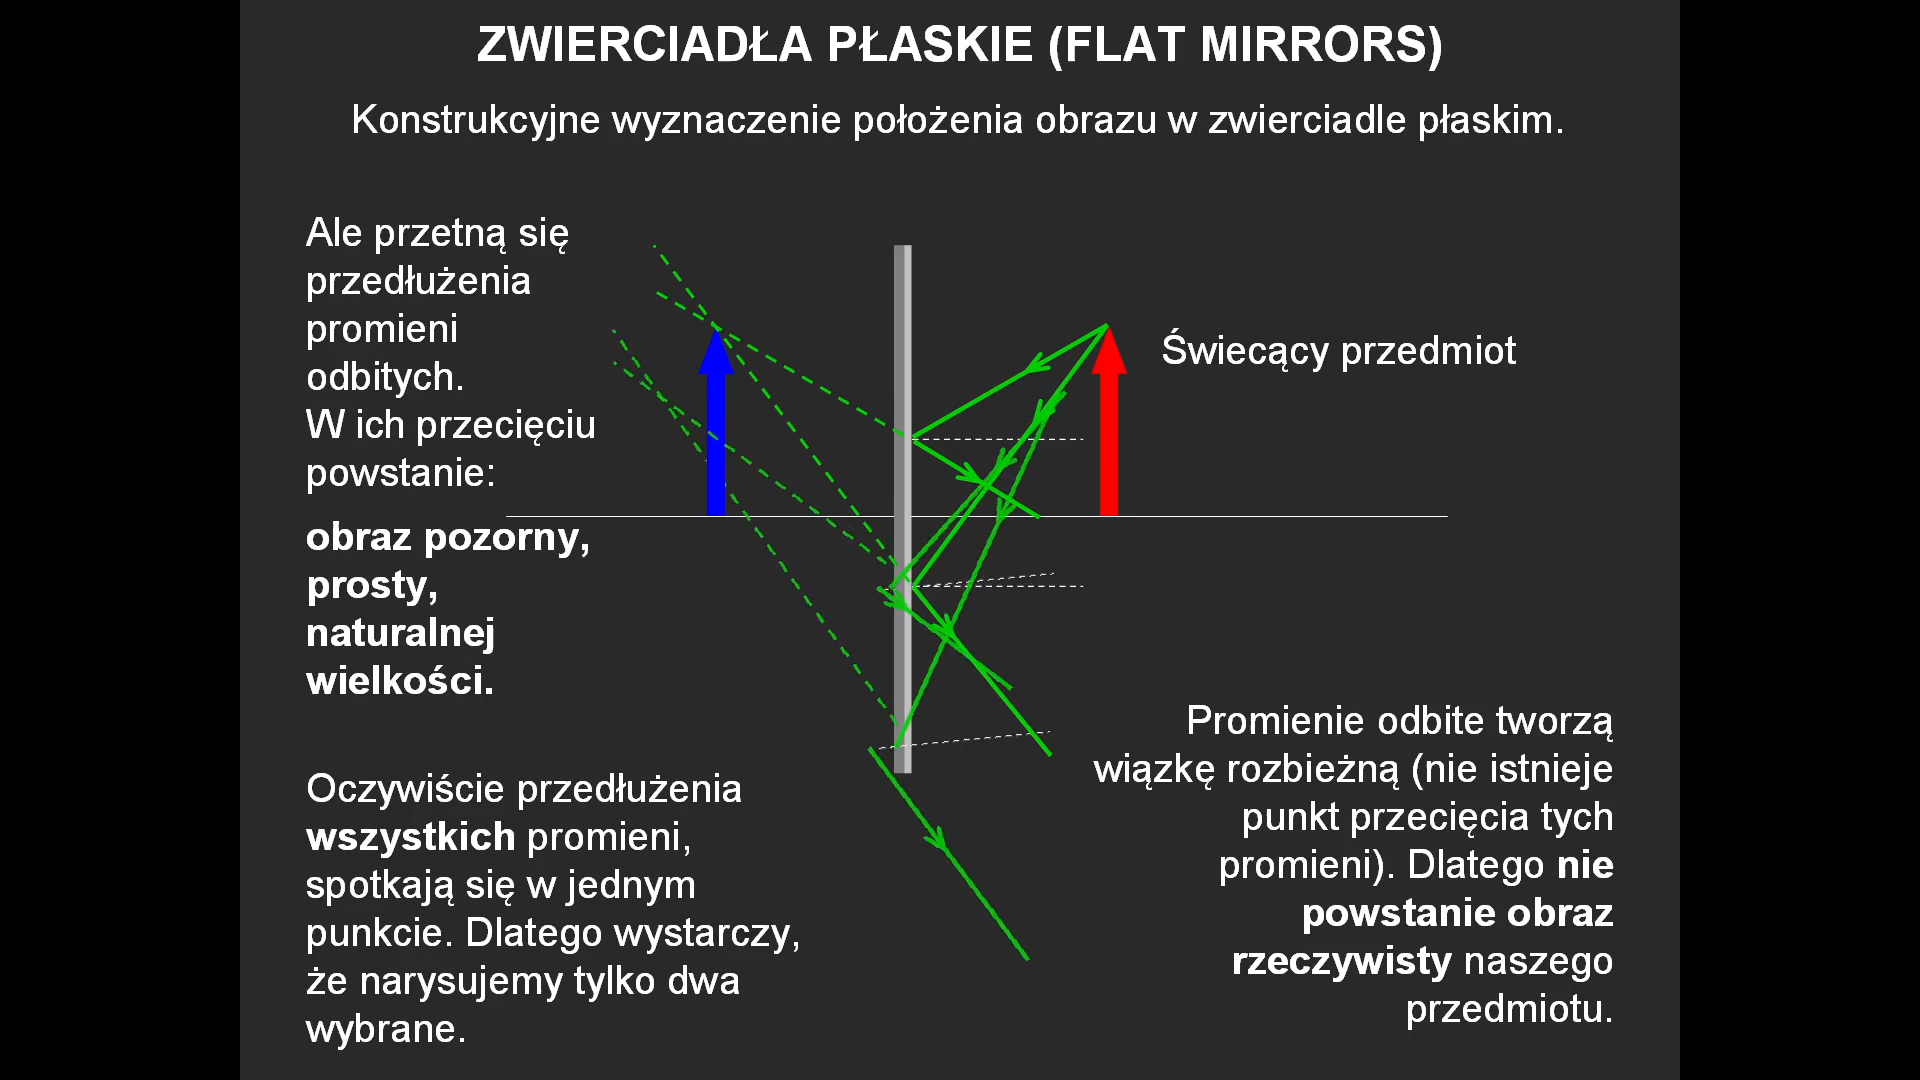 ZWIERCIADŁA PŁASKIE (FLAT MIRRORS)
Konstrukcyjne wyznaczenie położenia obrazu w zwierciadle płaskim.
Ale przetną się
przedłużenia
promieni
odbitych.
W ich przecięciu
powstanie:
obraz pozorny,
prosty,
naturalnej
wielkości.
Oczywiście przedłużenia
wszystkich promieni,
spotkają się w jednym
punkcie. Dlatego wystarczy,
że narysujemy tylko dwa
wybrane.
Świecący przedmiot
Promienie odbite tworzą
wiązkę rozbieżną (nie istnieje
punkt przecięcia tych
promieni). Dlatego nie
powstanie obraz
rzeczywisty naszego
przedmiotu.